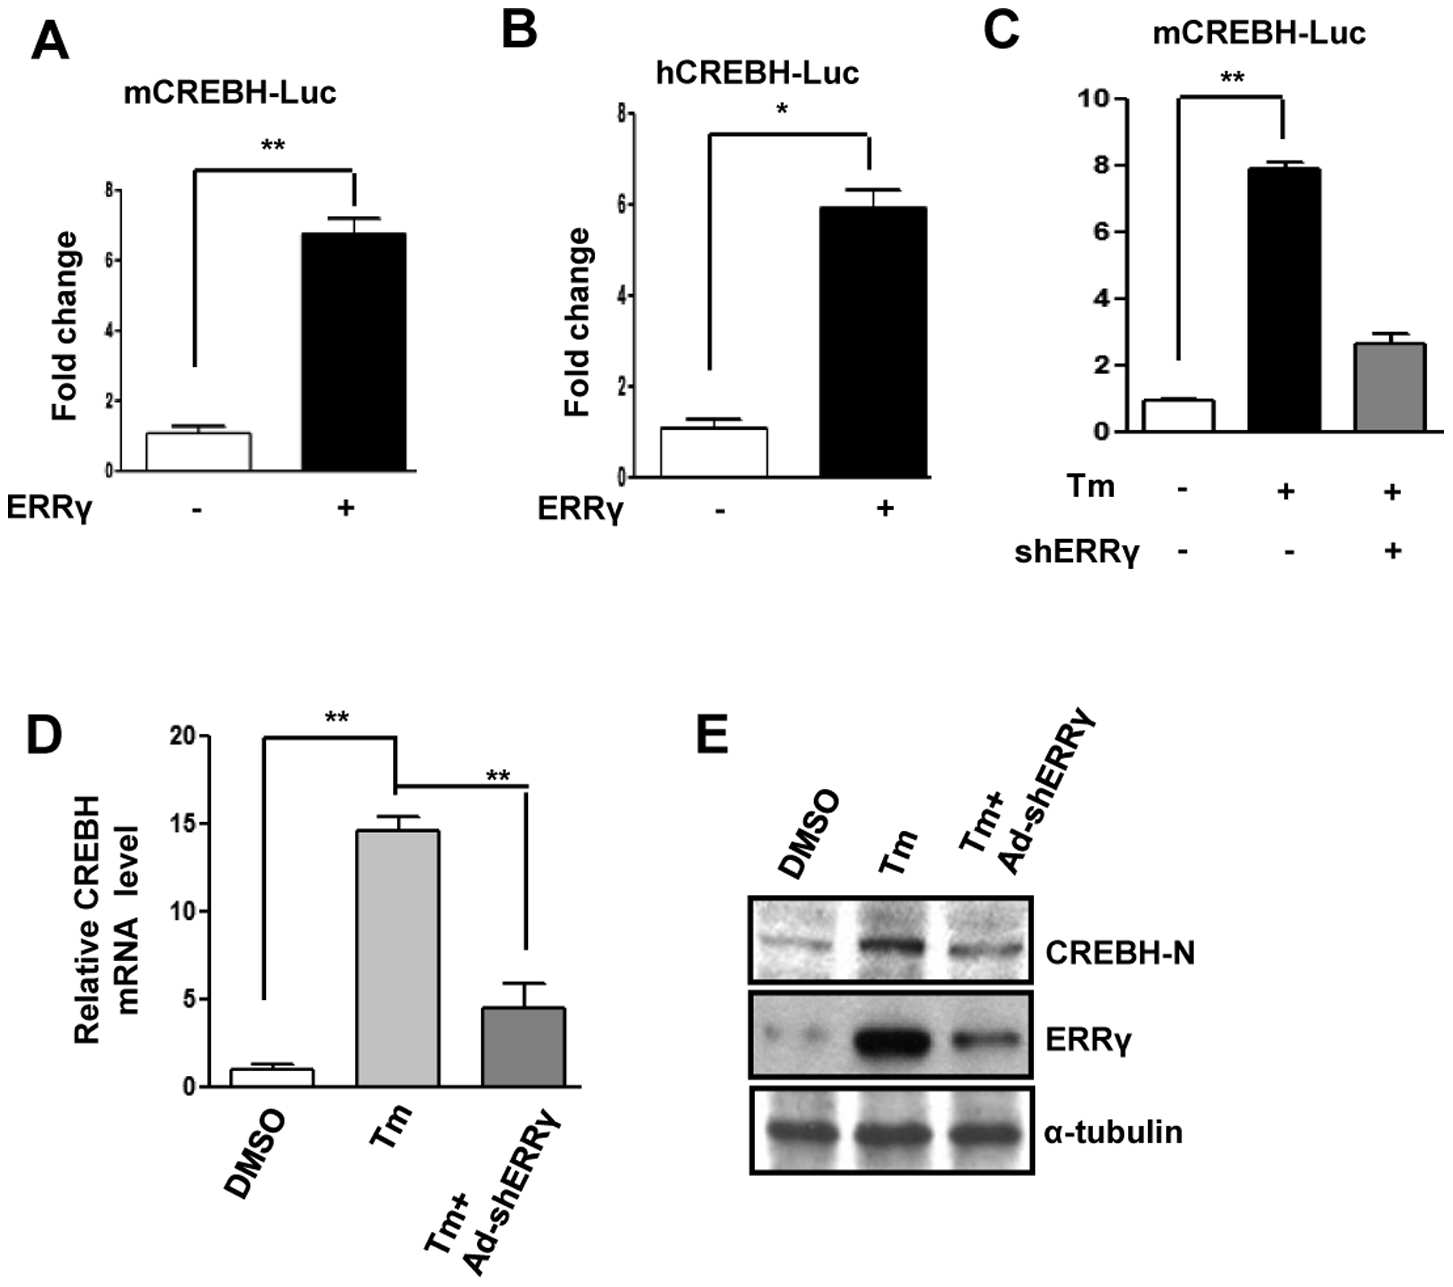 A
mCREBH-Luc
**
Fold change
8
6
4
2
0
ERRγ - +
B
hCREBH-Luc
*
Fold change
8
6
4
2
0
ERRγ - +
C
mCREBH-Luc
**
10
8
6
4
2
0
Tm - + +
shERRγ - - +
D
**
**
Relative CREBH
mRNA level
20
15
10
5
0
DMSO
Tm
Tm+
Ad-shERRγ
E
DMSO
Tm
Tm+
Ad-shERRγ
CREBH-N
ERRγ
α-tubulin